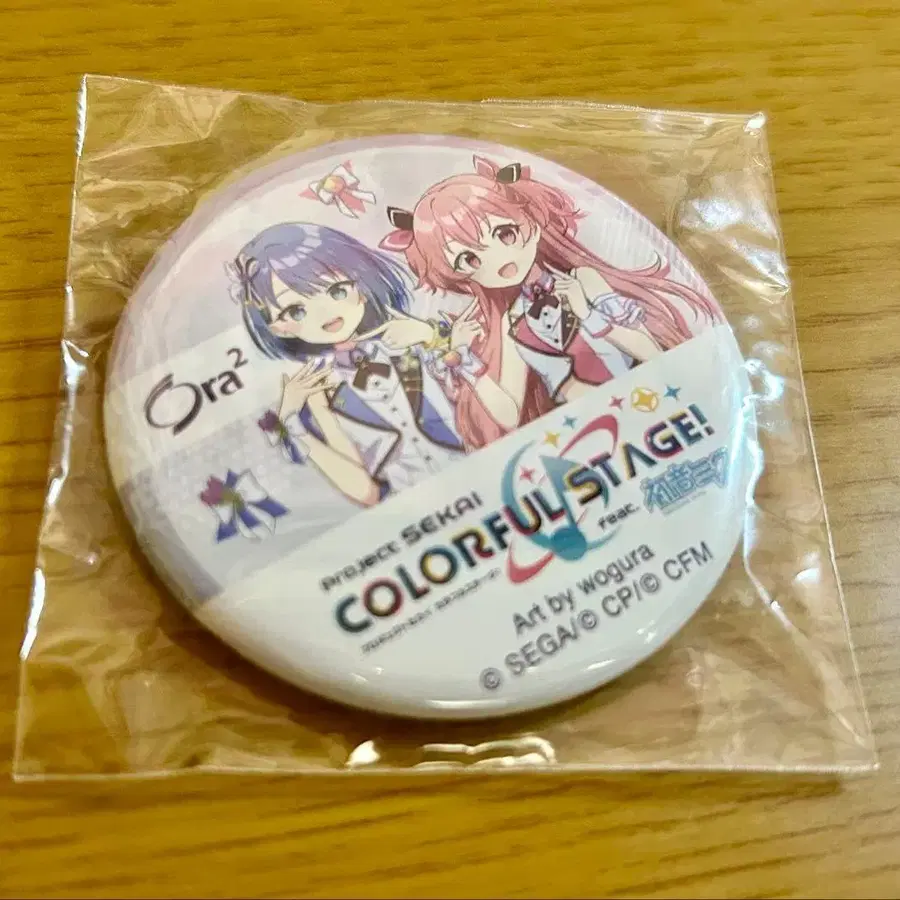 Ora²
Project SEKAI
COLORFUL STAGE!
feat. 初音ミク
Art by wogura
© SEGA/© CP/© CFM